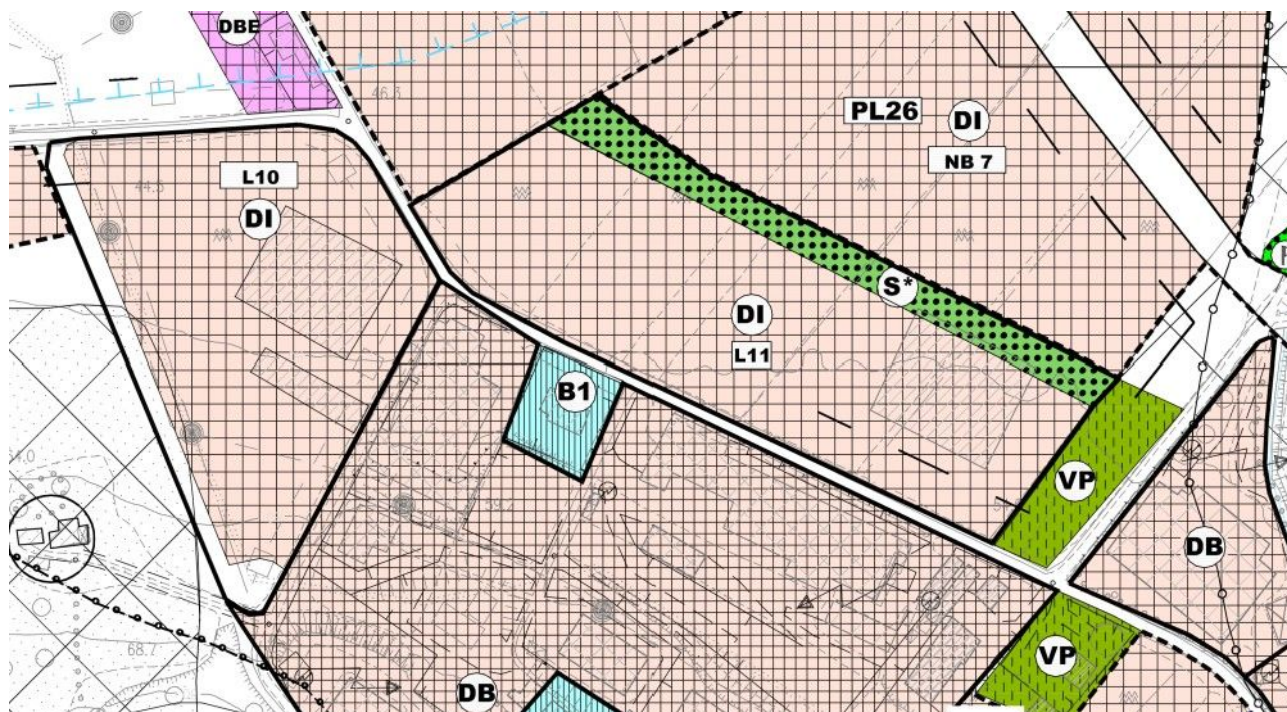 DBE
46.3
PL26
DI
NB 7
L10
44.5
DI
S*
DI
L11
B1
VP
DB
68.7
VP
DB